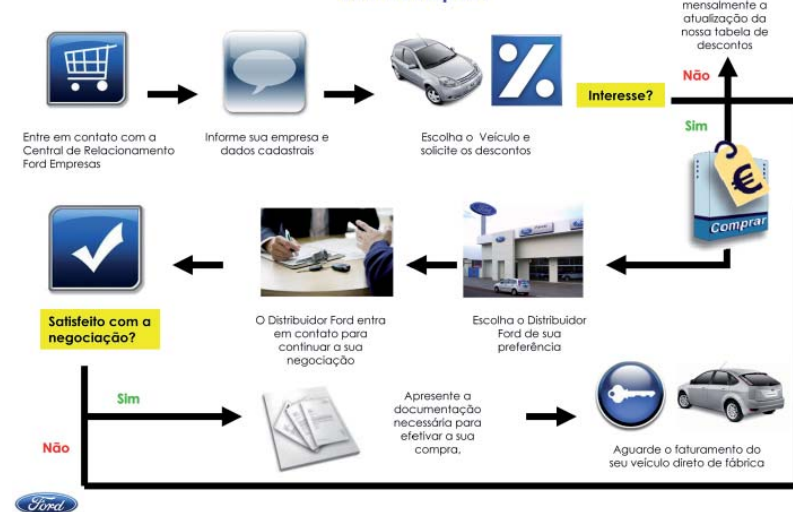 mensalmente a
atualização da
nossa tabela de
descontos
Não
Interesse?
Sim
Entre em contato com a
Central de Relacionamento
Ford Empresas
Informe sua empresa e
dados cadastrais
Escolha o Veículo e
solicite os descontos
Comprar
Satisfeito com a
negociação?
O Distribuidor Ford entra
em contato para
continuar a sua
negociação
Escolha o Distribuidor
Ford de sua
preferência
Sim
Não
Apresente a
documentação
necessária para
efetivar a sua
compra.
Aguarde o faturamento do
seu veículo direto de fábrica
Ford